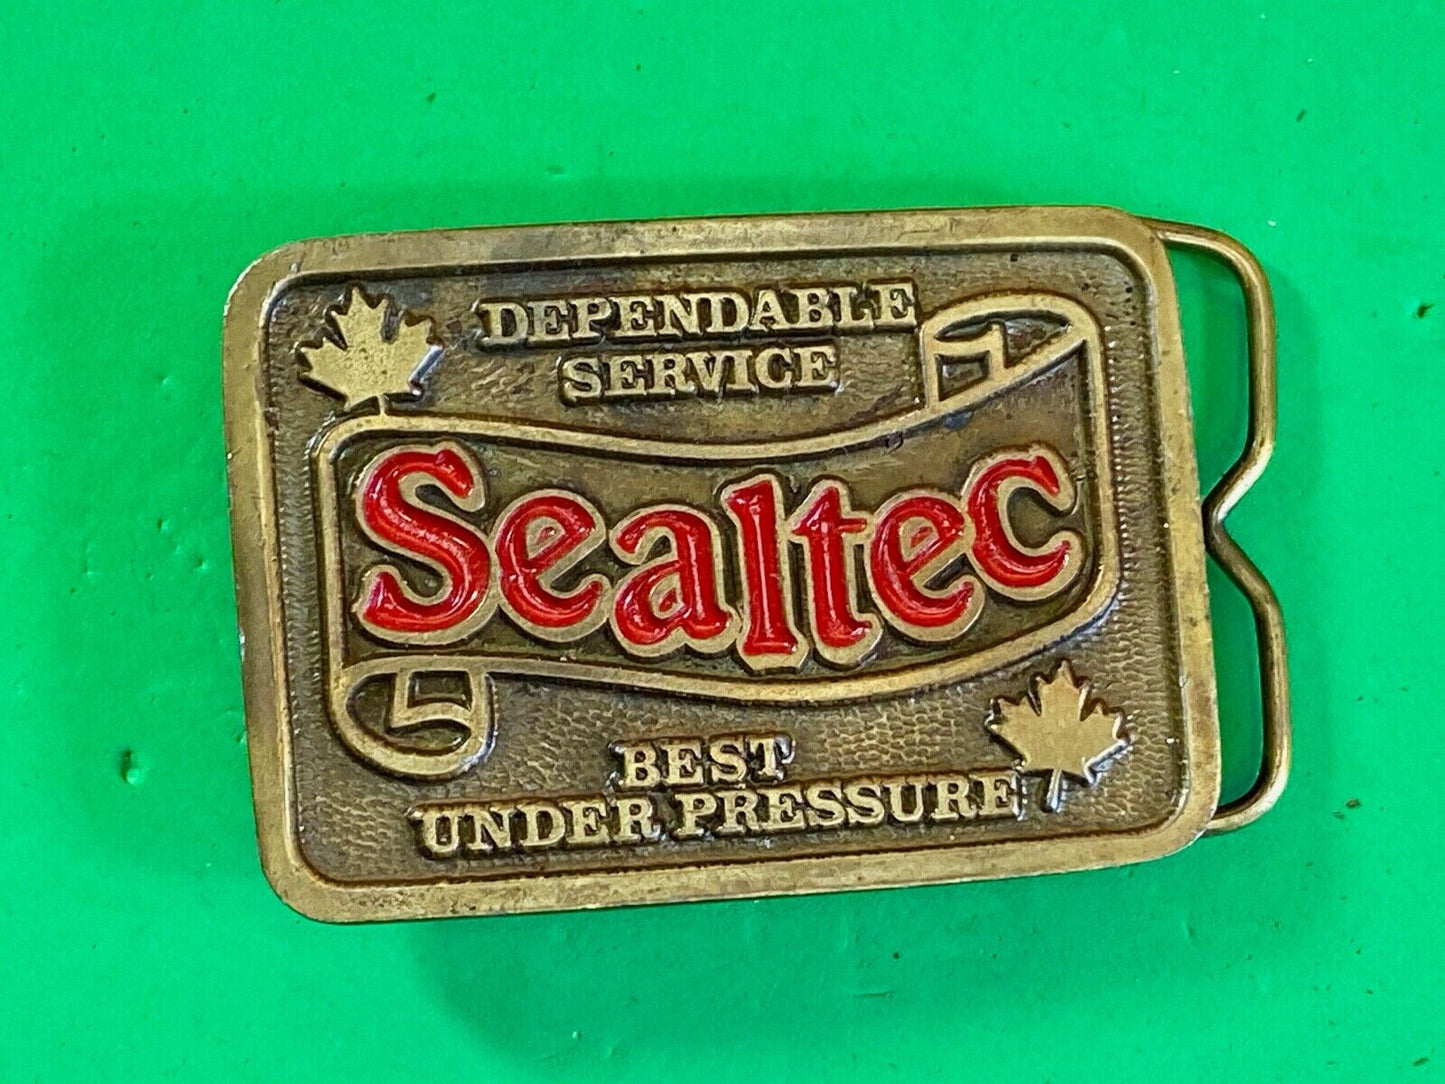 DEPENDABLE
SERVICE
Sealtec
BEST
UNDER PRESSURE